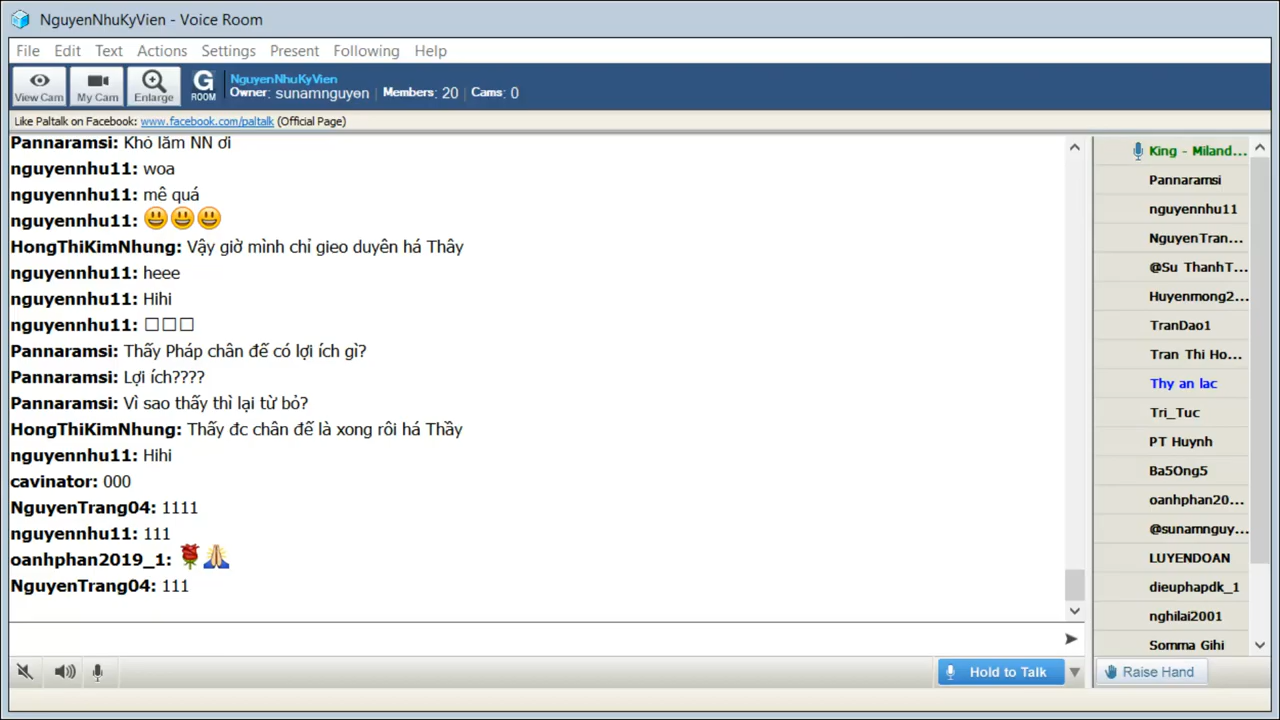 NguyenNhuKyVien - Voice Room
File Edit Text Actions Settings Present Following Help
View Cam My Cam Enlarge G ROOM
NguyenNhuKyVien
Owner: sunamnguyen | Members: 20 | Cams: 0
Like Paltalk on Facebook: www.facebook.com/paltalk (Official Page)
Pannaramsi: Khó lắm NN ơi
nguyennhu11: woa
nguyennhu11: mê quá
nguyennhu11: 😃😃😃
HongThiKimNhung: Vậy giờ mình chỉ gieo duyên há Thây
nguyennhu11: heee
nguyennhu11: Hihi
nguyennhu11: □□□
Pannaramsi: Thấy Pháp chân đế có lợi ích gì?
Pannaramsi: Lợi ích????
Pannaramsi: Vì sao thấy thì lại từ bỏ?
HongThiKimNhung: Thấy đc chân đế là xong rôi há Thầy
nguyennhu11: Hihi
cavinator: 000
NguyenTrang04: 1111
nguyennhu11: 111
oanhphan2019_1: 🌹🙏
NguyenTrang04: 111
King - Miland...
Pannaramsi
nguyennhu11
NguyenTran...
@Su ThanhT...
Huyenmong2...
TranDao1
Tran Thi Ho...
Thy an lac
Tri_Tuc
PT Huynh
Ba5Ong5
oanhphan20...
@sunamnguy...
LUYENDOAN
dieuphapdk_1
nghilai2001
Somma Gihi
Hold to Talk
Raise Hand